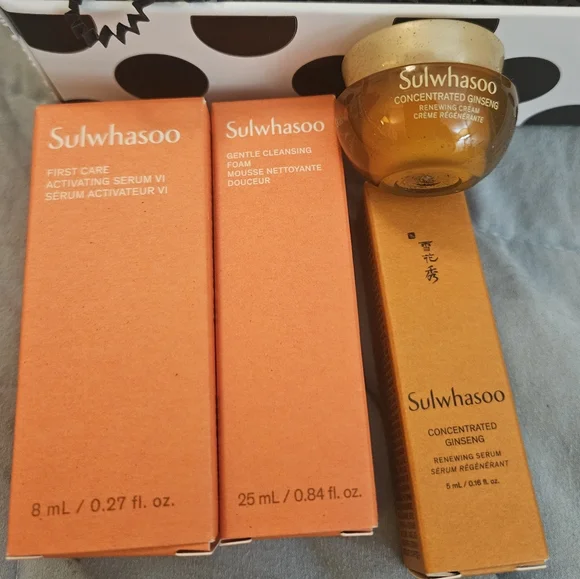 Sulwhasoo
FIRST CARE
ACTIVATING SERUM VI
SÉRUM ACTIVATEUR VI
8 mL / 0.27 fl. oz.
Sulwhasoo
GENTLE CLEANSING
FOAM
MOUSSE NETTOYANTE
DOUCEUR
25 mL / 0.84 fl. oz.
Sulwhasoo
CONCENTRATED GINSENG
RENEWING CREAM
CRÈME RÉGÉNÉRANTE
雪
花
秀
Sulwhasoo
CONCENTRATED
GINSENG
RENEWING SERUM
SÉRUM RÉGÉNÉRANT
5 mL / 0.16 fl. oz.